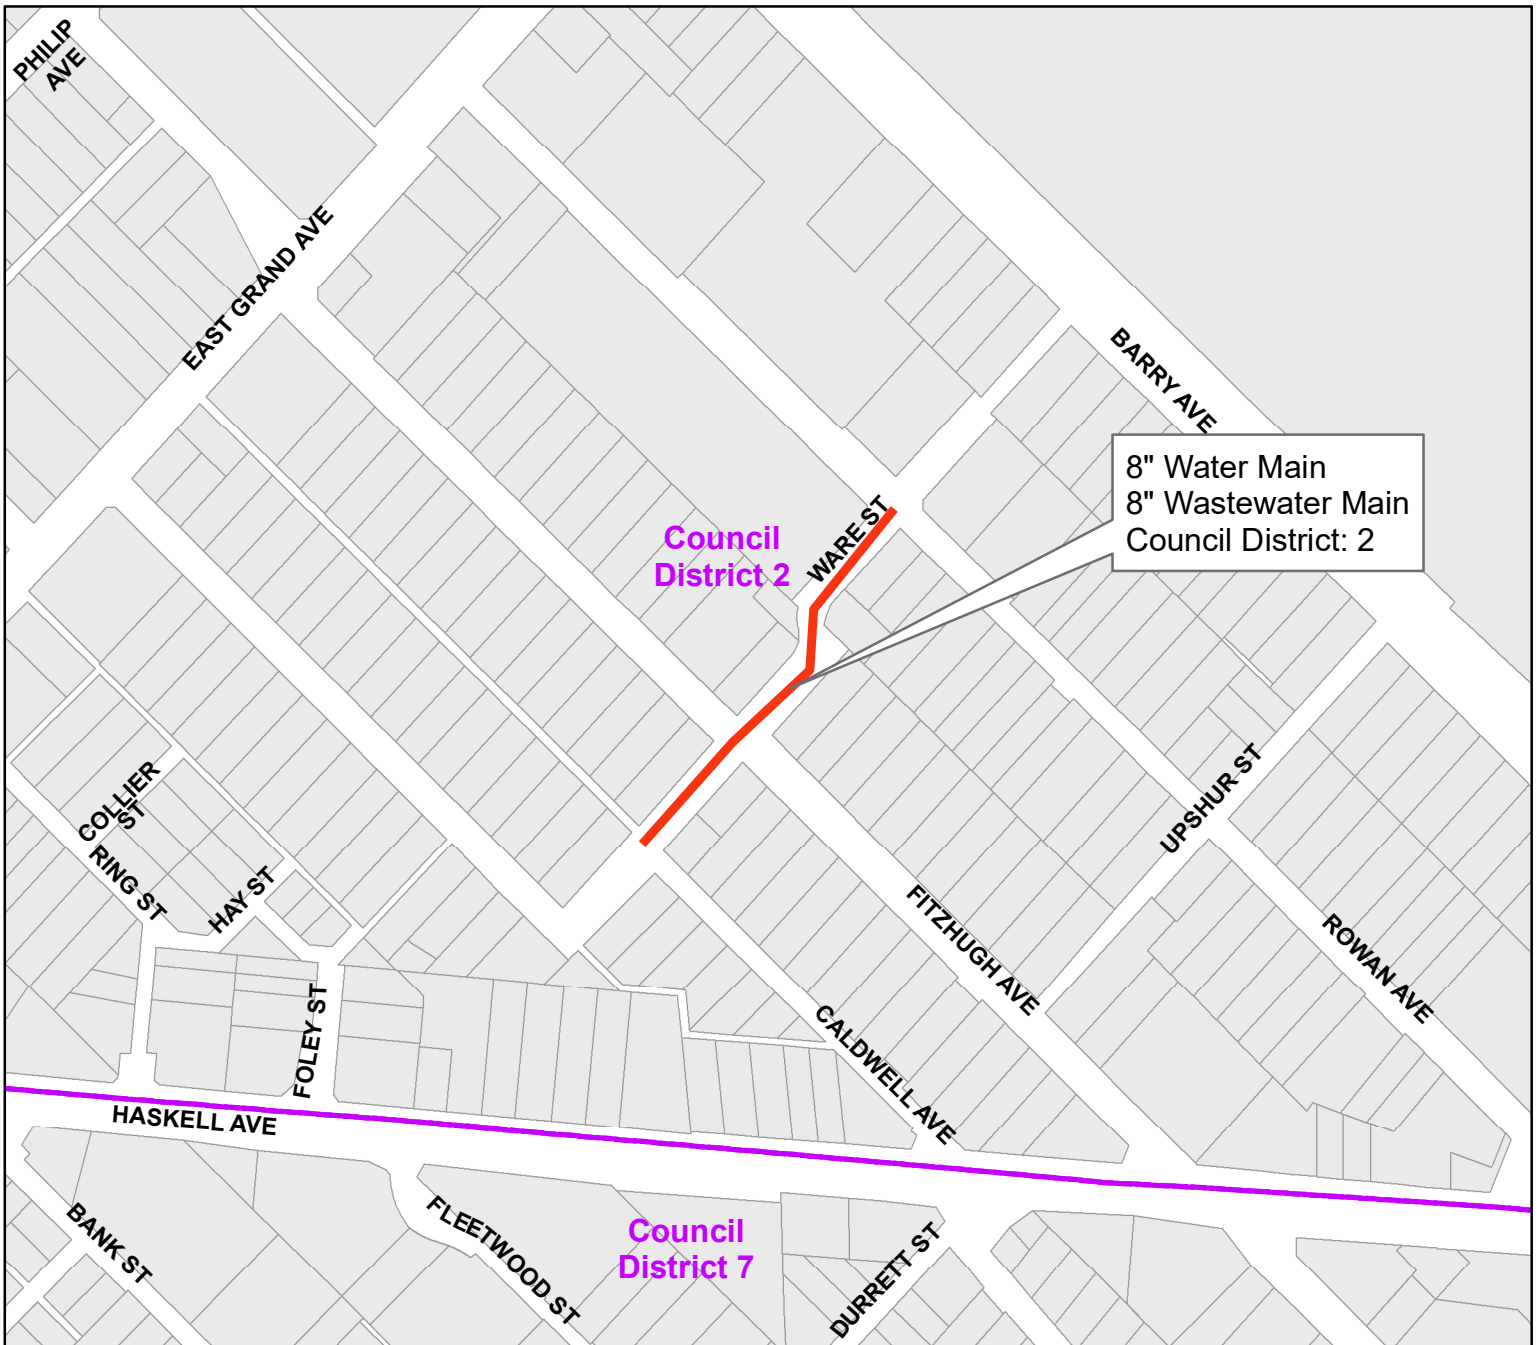 PHILIP
AVE
EAST GRAND AVE
BARRY AVE
8" Water Main
8" Wastewater Main
Council District: 2
WARE ST
Council
District 2
UPSHUR ST
COLLIER
ST
RING ST
HAY ST
FITZHUGH AVE
ROWAN AVE
FOLEY ST
CALDWELL AVE
HASKELL AVE
BANK ST
FLEETWOOD ST
Council
District 7
DURRETT ST